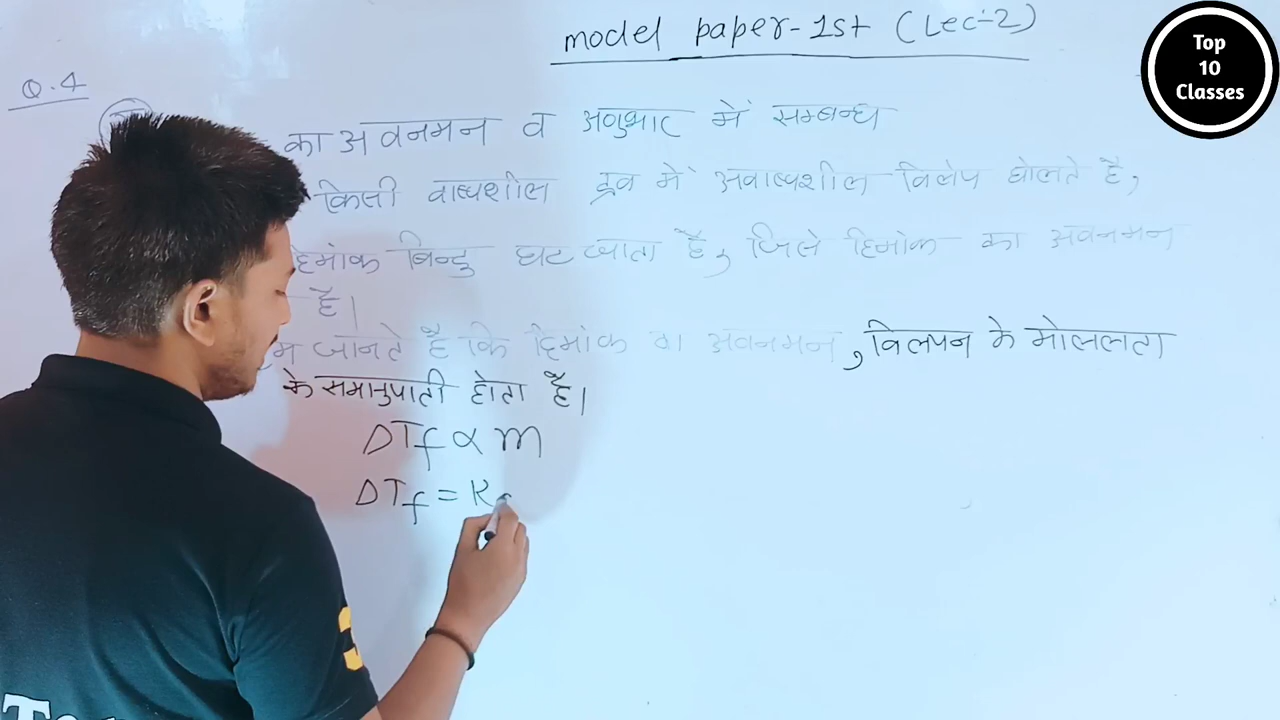 model paper-1st (Lec-2)
Top
10
Classes
Q.4
का अवनमन व अणुभार में सम्बन्ध
किसी वाष्पशील द्रव में अवाष्पशील विलेय घोलते है,
हिमांक बिन्दु घट जाता है, जिसे हिमांक का अवनमन
है।
जानते है कि हिमांक का अवनमन, विलयन के मोललता
के समानुपाती होता है।
ΔTf ∝ m
ΔTf = K